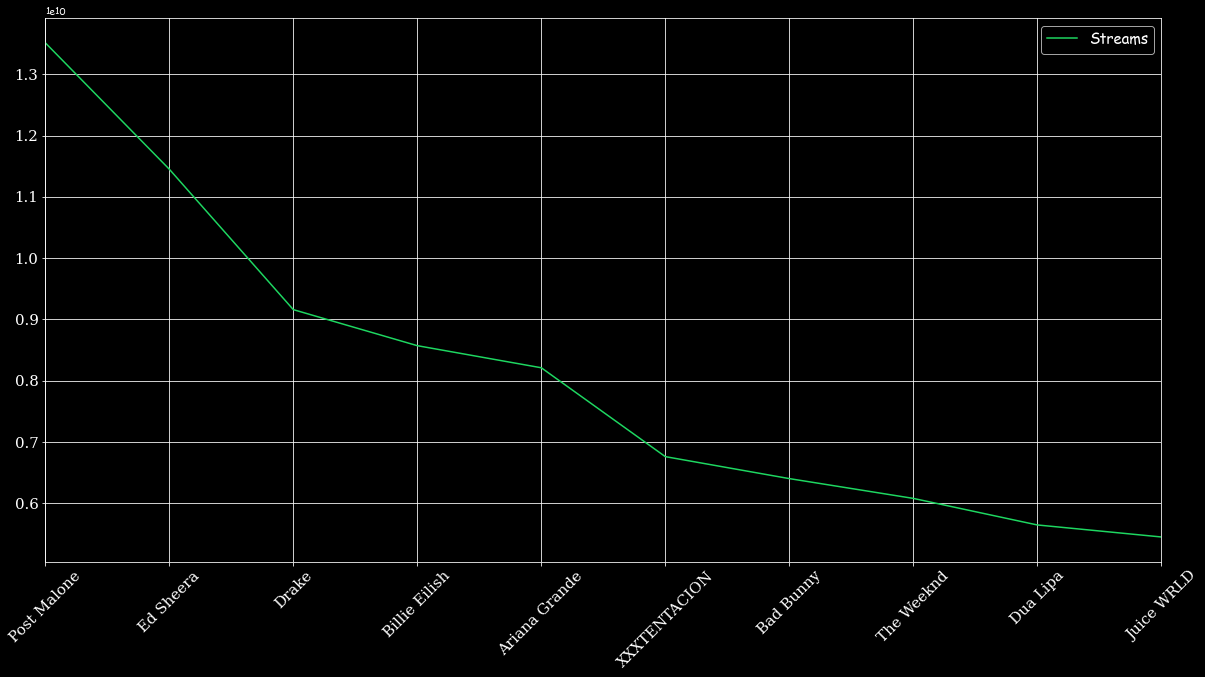 1e10
Streams
1.3
1.2
1.1
1.0
0.9
0.8
0.7
0.6
Post Malone
Ed Sheera
Drake
Billie Eilish
Ariana Grande
XXXTENTACION
Bad Bunny
The Weeknd
Dua Lipa
Juice WRLD